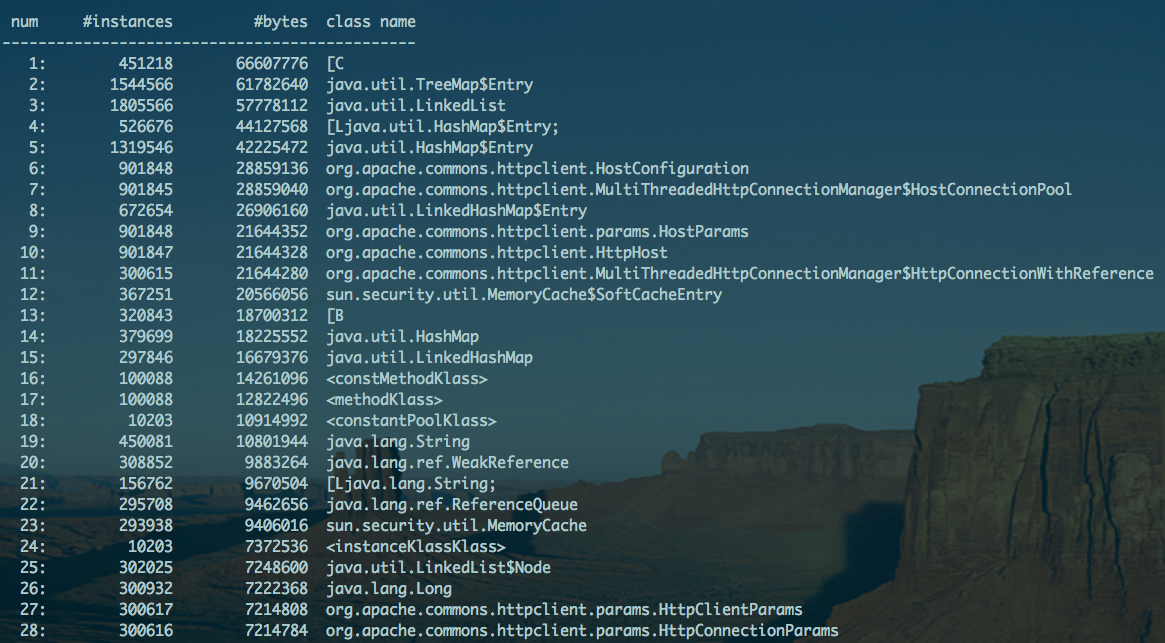 num #instances #bytes class name
----------------------------------------------
1: 451218 66607776 [C
2: 1544566 61782640 java.util.TreeMap$Entry
3: 1805566 57778112 java.util.LinkedList
4: 526676 44127568 [Ljava.util.HashMap$Entry;
5: 1319546 42225472 java.util.HashMap$Entry
6: 901848 28859136 org.apache.commons.httpclient.HostConfiguration
7: 901845 28859040 org.apache.commons.httpclient.MultiThreadedHttpConnectionManager$HostConnectionPool
8: 672654 26906160 java.util.LinkedHashMap$Entry
9: 901848 21644352 org.apache.commons.httpclient.params.HostParams
10: 901847 21644328 org.apache.commons.httpclient.HttpHost
11: 300615 21644280 org.apache.commons.httpclient.MultiThreadedHttpConnectionManager$HttpConnectionWithReference
12: 367251 20566056 sun.security.util.MemoryCache$SoftCacheEntry
13: 320843 18700312 [B
14: 379699 18225552 java.util.HashMap
15: 297846 16679376 java.util.LinkedHashMap
16: 100088 14261096 <constMethodKlass>
17: 100088 12822496 <methodKlass>
18: 10203 10914992 <constantPoolKlass>
19: 450081 10801944 java.lang.String
20: 308852 9883264 java.lang.ref.WeakReference
21: 156762 9670504 [Ljava.lang.String;
22: 295708 9462656 java.lang.ref.ReferenceQueue
23: 293938 9406016 sun.security.util.MemoryCache
24: 10203 7372536 <instanceKlassKlass>
25: 302025 7248600 java.util.LinkedList$Node
26: 300932 7222368 java.lang.Long
27: 300617 7214808 org.apache.commons.httpclient.params.HttpClientParams
28: 300616 7214784 org.apache.commons.httpclient.params.HttpConnectionParams